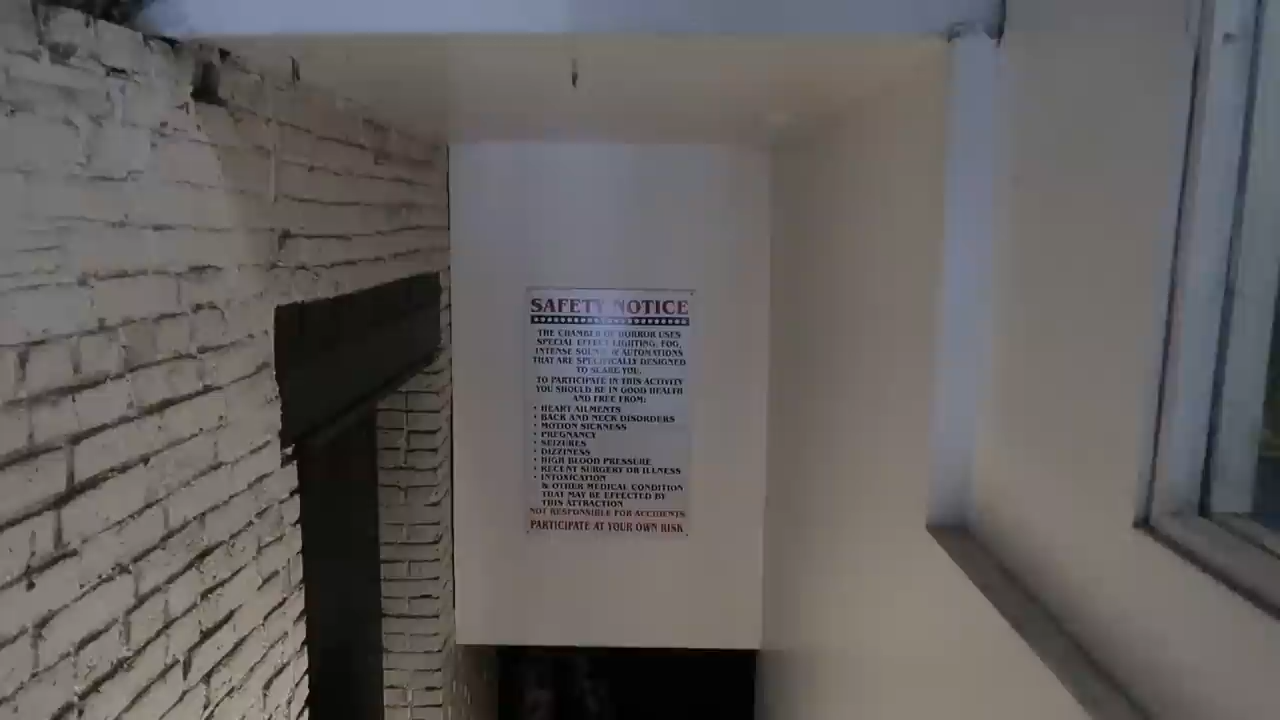 SAFETY NOTICE
THE CHAMBER OF HORROR USES
SPECIAL EFFECT LIGHTING, FOG,
INTENSE SOUND & AUTOMATIONS
THAT ARE SPECIFICALLY DESIGNED
TO SCARE YOU.
TO PARTICIPATE IN THIS ACTIVITY
YOU SHOULD BE IN GOOD HEALTH
AND FREE FROM:
• HEART AILMENTS
• BACK AND NECK DISORDERS
• MOTION SICKNESS
• PREGNANCY
• SEIZURES
• DIZZINESS
• HIGH BLOOD PRESSURE
• RECENT SURGERY OR ILLNESS
• INTOXICATION
& OTHER MEDICAL CONDITION
THAT MAY BE EFFECTED BY
THIS ATTRACTION
NOT RESPONSIBLE FOR ACCIDENTS
PARTICIPATE AT YOUR OWN RISK